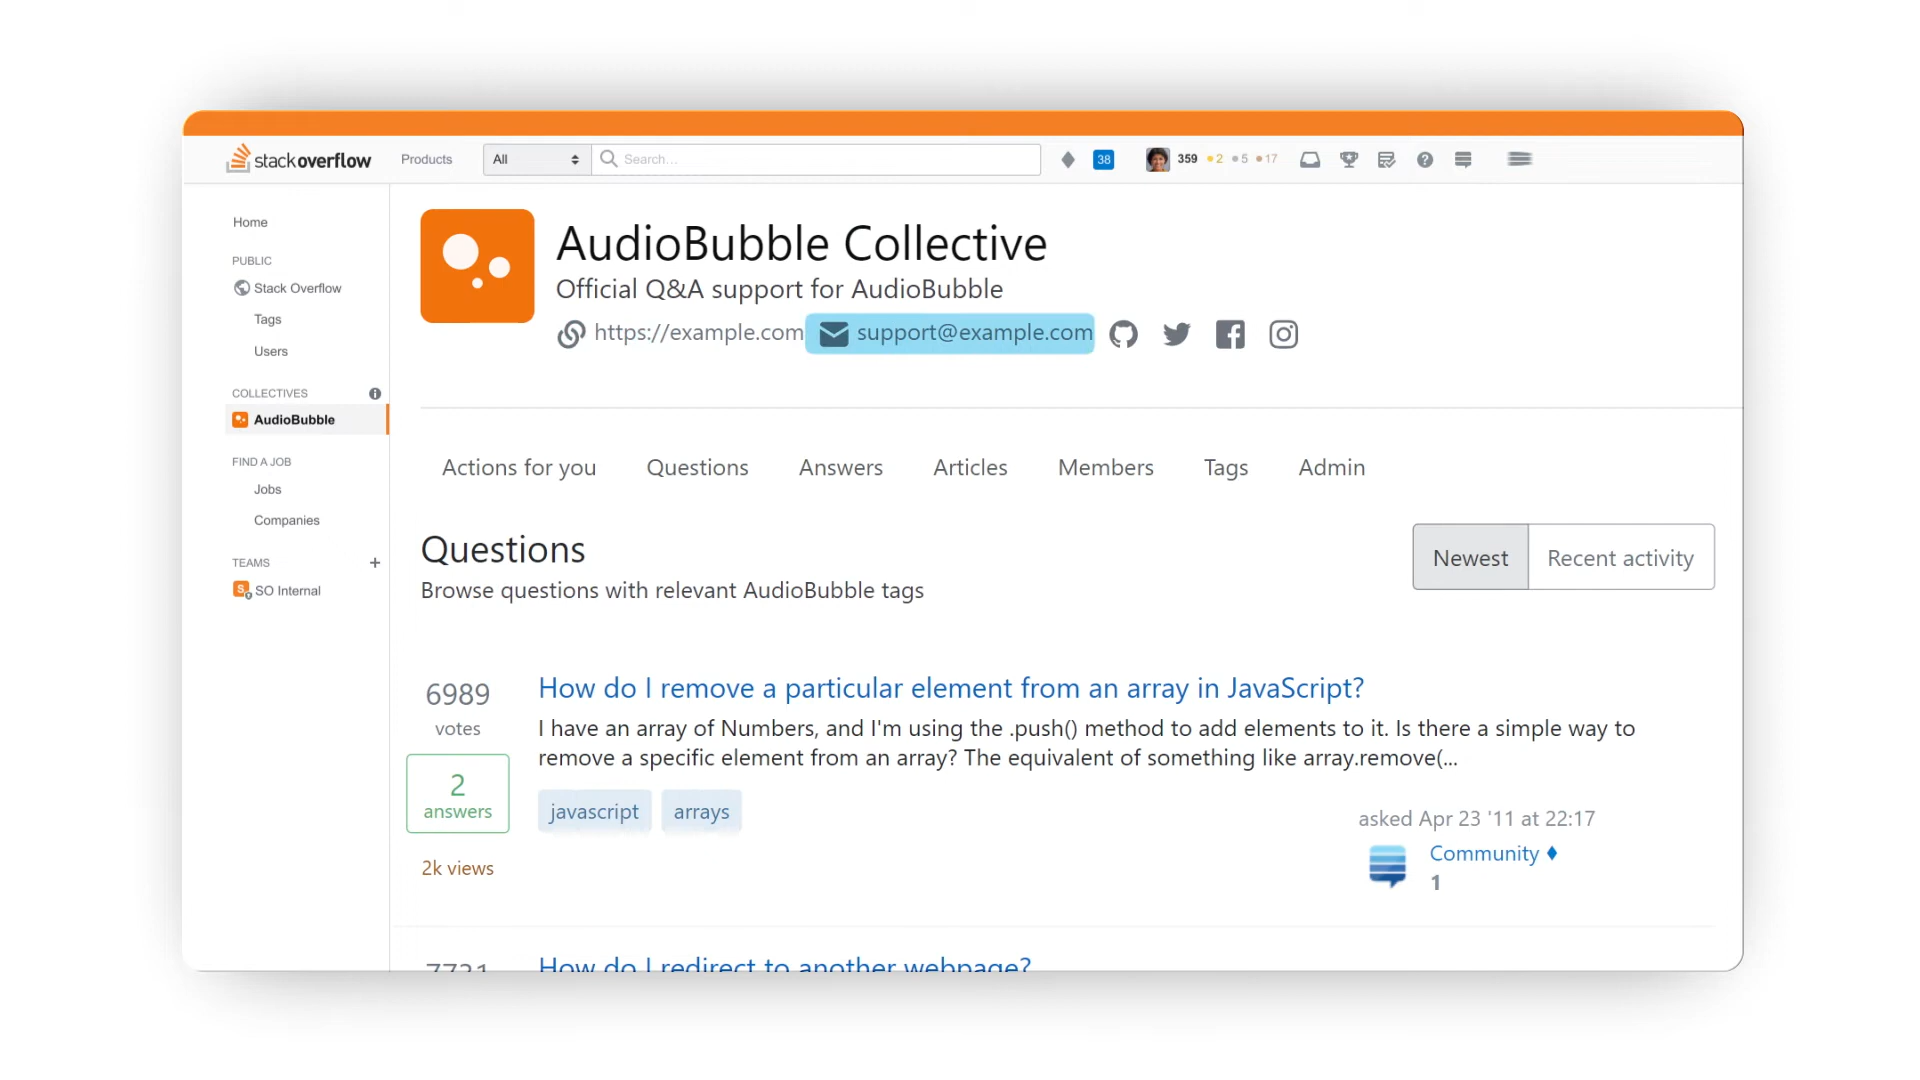 stackoverflow Products All Search... 38 359 2 5 17
Home
PUBLIC
Stack Overflow
Tags
Users
COLLECTIVES
AudioBubble
FIND A JOB
Jobs
Companies
TEAMS
SO Internal
AudioBubble Collective
Official Q&A support for AudioBubble
https://example.com support@example.com
Actions for you Questions Answers Articles Members Tags Admin
Questions
Browse questions with relevant AudioBubble tags
Newest Recent activity
6989
votes
2
answers
2k views
How do I remove a particular element from an array in JavaScript?
I have an array of Numbers, and I'm using the .push() method to add elements to it. Is there a simple way to
remove a specific element from an array? The equivalent of something like array.remove(...
javascript arrays
asked Apr 23 '11 at 22:17
Community
1
7731
How do I redirect to another webpage?